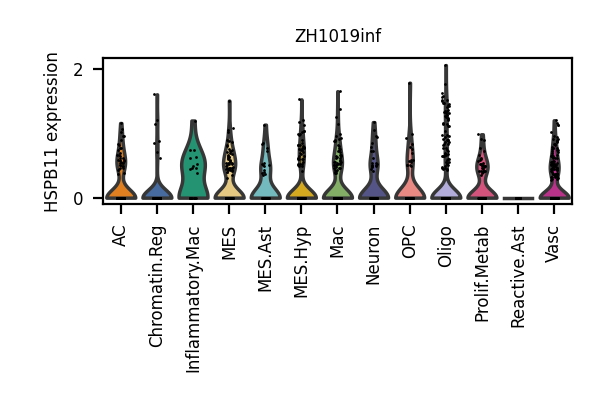 ZH1019inf
HSPB11 expression
2
0
AC
Chromatin.Reg
Inflammatory.Mac
MES
MES.Ast
MES.Hyp
Mac
Neuron
OPC
Oligo
Prolif.Metab
Reactive.Ast
Vasc